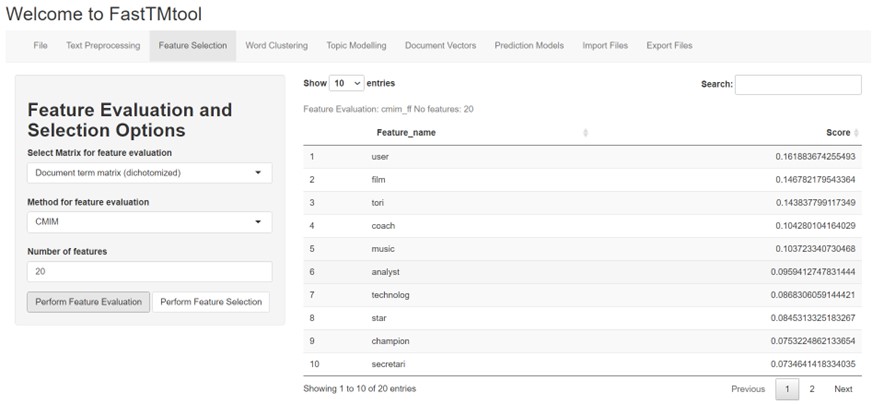 Welcome to FastTMtool
File Text Preprocessing Feature Selection Word Clustering Topic Modelling Document Vectors Prediction Models Import Files Export Files
Feature Evaluation and
Selection Options
Select Matrix for feature evaluation
Document term matrix (dichotomized)
Method for feature evaluation
CMIM
Number of features
20
Perform Feature Evaluation Perform Feature Selection
Show 10 entries Search:
Feature Evaluation: cmim_ff No features: 20
Feature_name Score
1 user 0.161883674255493
2 film 0.146782179543364
3 tori 0.143837799117349
4 coach 0.104280104164029
5 music 0.103723340730468
6 analyst 0.0959412747831444
7 technolog 0.0868306059144421
8 star 0.0845313325183267
9 champion 0.0753224862133654
10 secretari 0.0734641418334035
Showing 1 to 10 of 20 entries Previous 1 2 Next